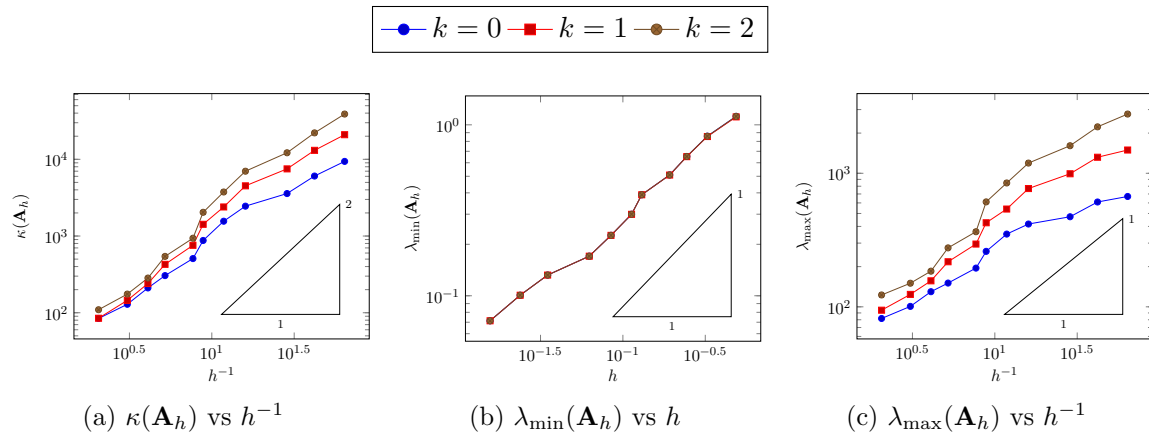 k = 0 k = 1 k = 2
10^4
10^3
10^2
κ(A_h)
2
1
10^0.5 10^1 10^1.5
h^−1
(a) κ(A_h) vs h^−1
10^0
10^−1
λ_min(A_h)
1
1
10^−1.5 10^−1 10^−0.5
h
(b) λ_min(A_h) vs h
10^3
10^2
λ_max(A_h)
1
1
10^0.5 10^1 10^1.5
h^−1
(c) λ_max(A_h) vs h^−1